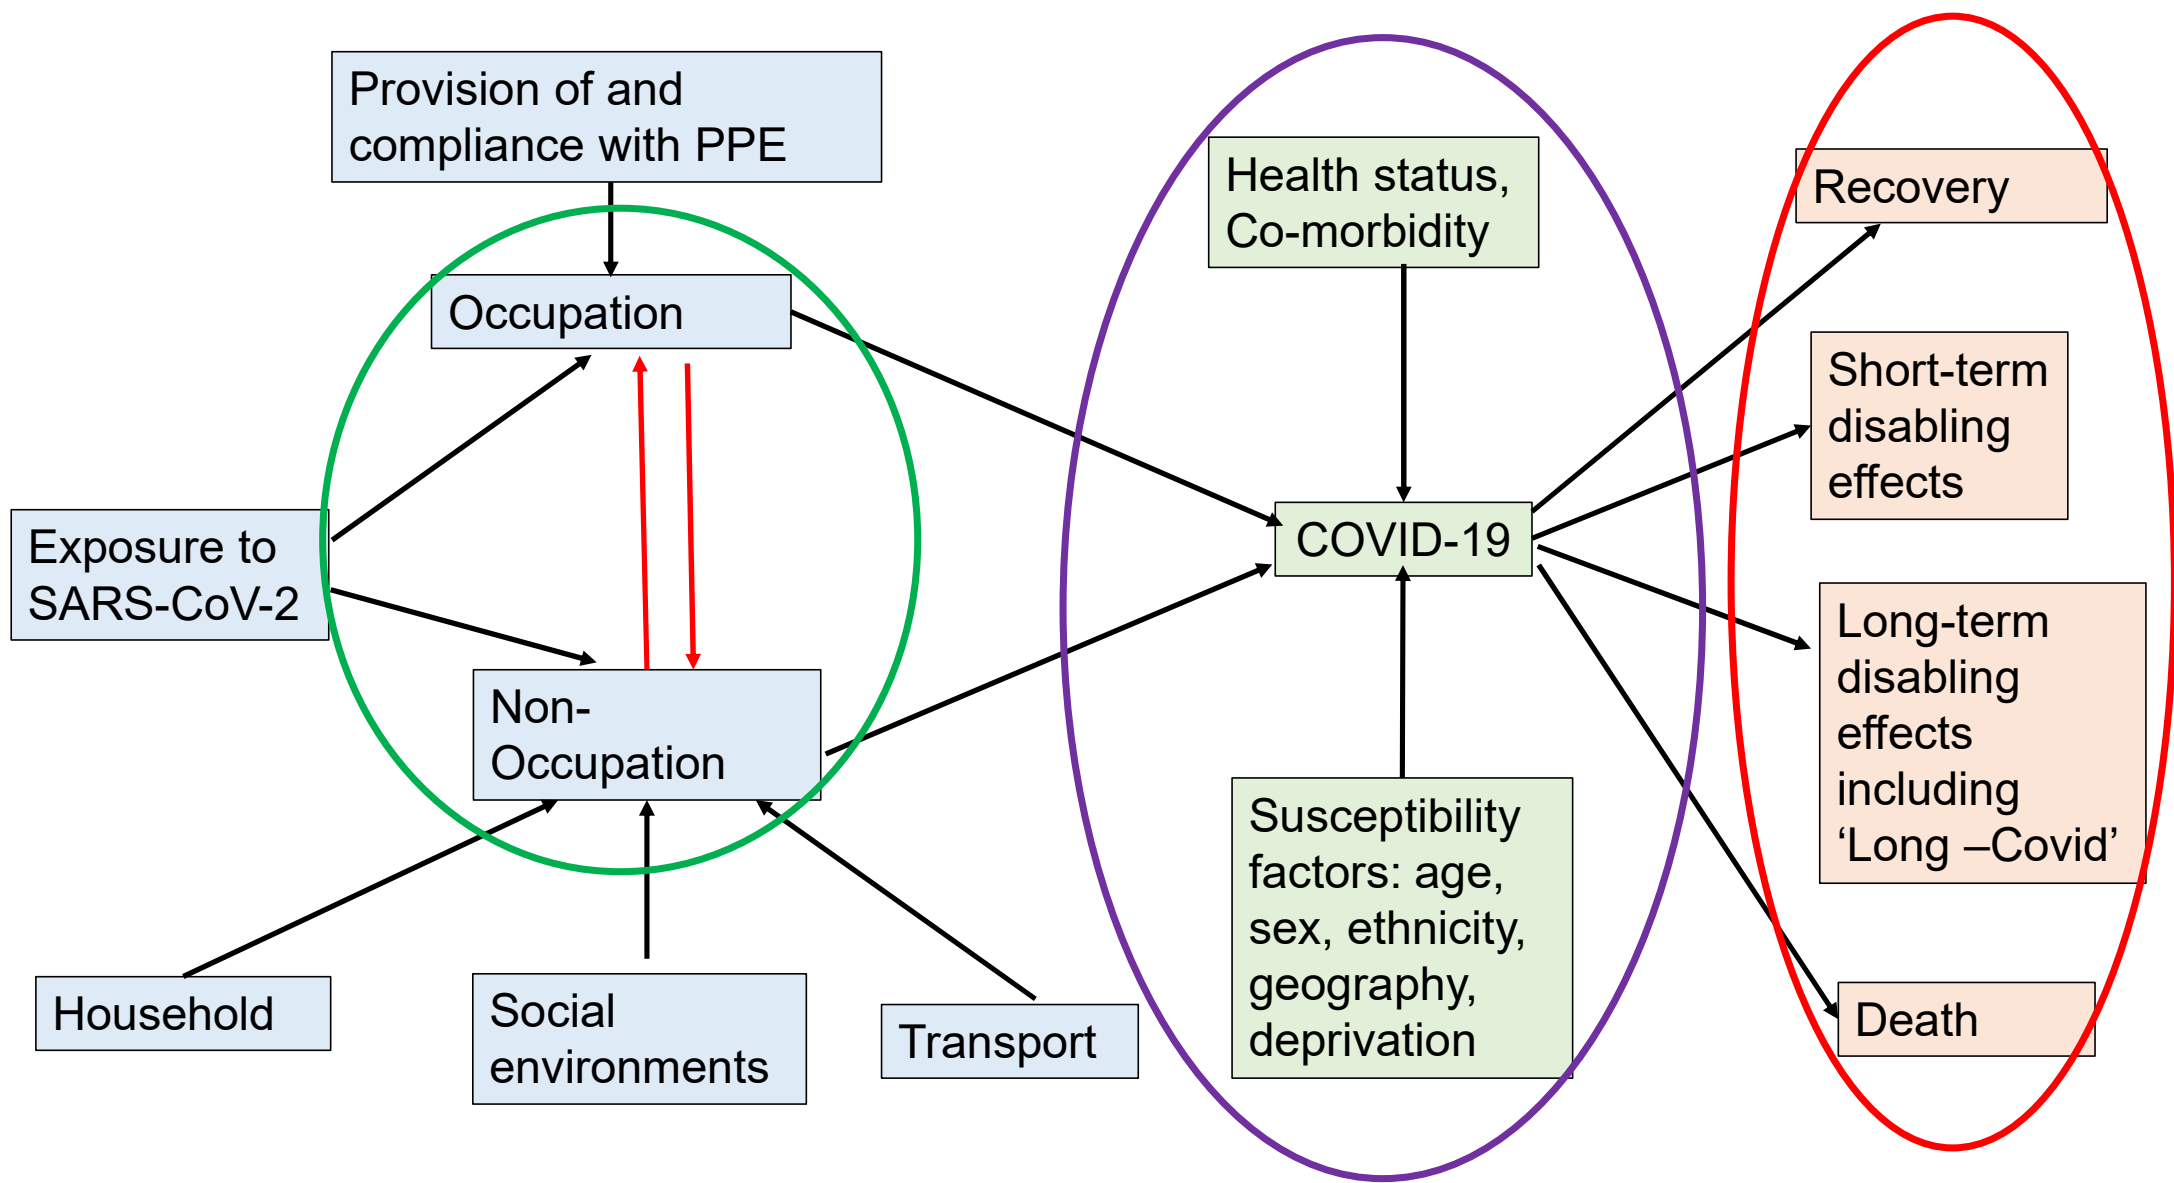 Provision of and
compliance with PPE
Occupation
Exposure to
SARS-CoV-2
Non-
Occupation
Household
Social
environments
Transport
Health status,
Co-morbidity
COVID-19
Susceptibility
factors: age,
sex, ethnicity,
geography,
deprivation
Recovery
Short-term
disabling
effects
Long-term
disabling
effects
including
‘Long –Covid’
Death